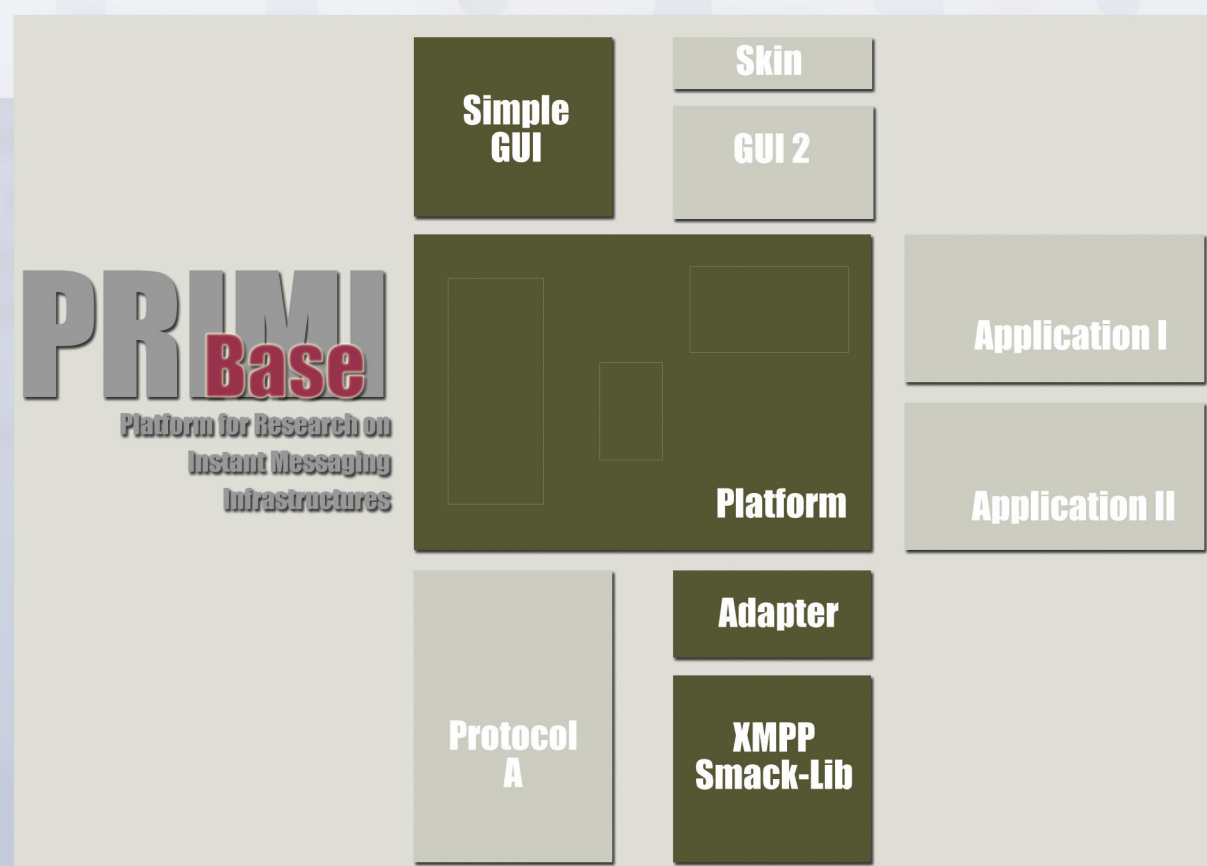 PRIMI
Base
Platform for Research on
Instant Messaging
Infrastructures
Simple
GUI
Skin
GUI 2
Platform
Application I
Application II
Protocol
A
Adapter
XMPP
Smack-Lib